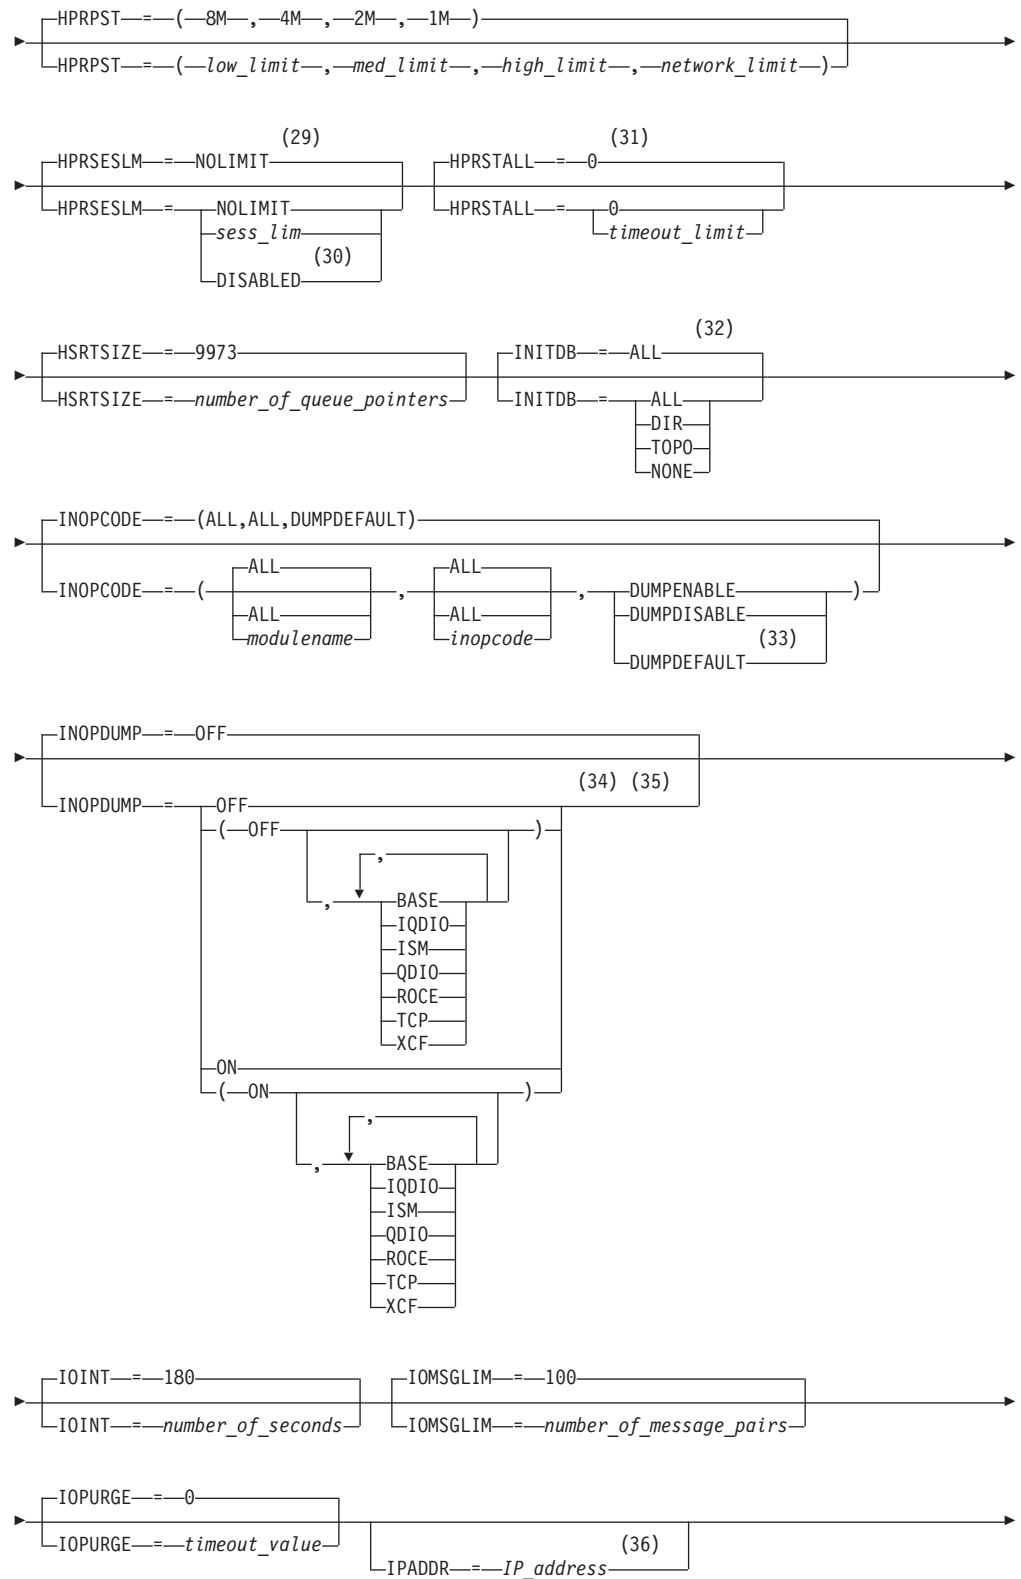 HPRPST = ( 8M , 4M , 2M , 1M )
HPRPST = ( low_limit , med_limit , high_limit , network_limit )
(29) (31)
HPRSESLM = NOLIMIT HPRSTALL = 0
HPRSESLM = NOLIMIT HPRSTALL = 0
sess_lim timeout_limit
(30)
DISABLED
(32)
HSRTSIZE = 9973 INITDB = ALL
HSRTSIZE = number_of_queue_pointers INITDB = ALL
DIR
TOPO
NONE
INOPCODE = (ALL,ALL,DUMPDEFAULT)
ALL ALL
INOPCODE = ( , , DUMPENABLE )
ALL ALL DUMPDISABLE
modulename inopcode (33)
DUMPDEFAULT
INOPDUMP = OFF
(34) (35)
INOPDUMP = OFF
( OFF )
,
, BASE
IQDIO
ISM
QDIO
ROCE
TCP
XCF
ON
( ON )
,
, BASE
IQDIO
ISM
QDIO
ROCE
TCP
XCF
IOINT = 180 IOMSGLIM = 100
IOINT = number_of_seconds IOMSGLIM = number_of_message_pairs
IOPURGE = 0
IOPURGE = timeout_value (36)
IPADDR = IP_address